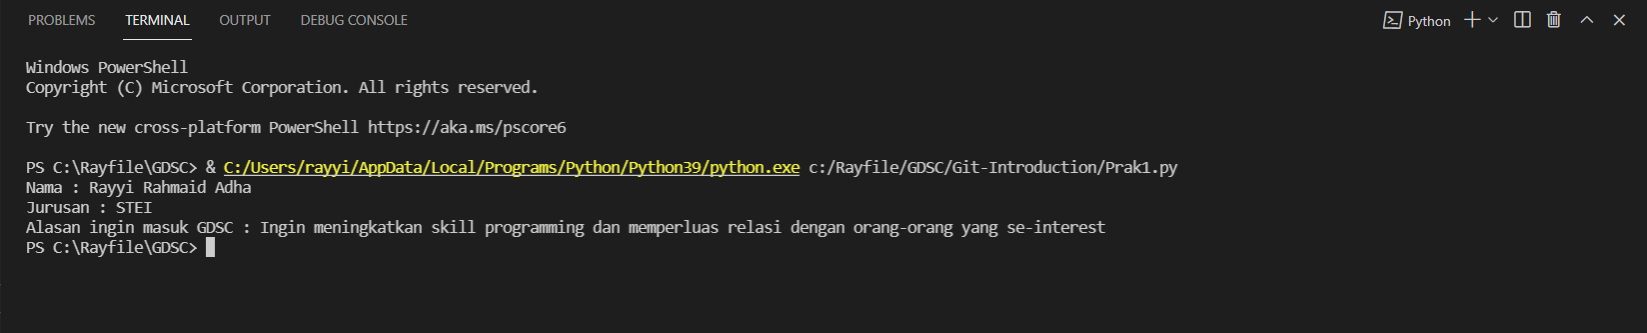 PROBLEMS TERMINAL OUTPUT DEBUG CONSOLE Python
Windows PowerShell
Copyright (C) Microsoft Corporation. All rights reserved.
Try the new cross-platform PowerShell https://aka.ms/pscore6
PS C:\Rayfile\GDSC> & C:/Users/rayyi/AppData/Local/Programs/Python/Python39/python.exe c:/Rayfile/GDSC/Git-Introduction/Prak1.py
Nama : Rayyi Rahmaid Adha
Jurusan : STEI
Alasan ingin masuk GDSC : Ingin meningkatkan skill programming dan memperluas relasi dengan orang-orang yang se-interest
PS C:\Rayfile\GDSC>